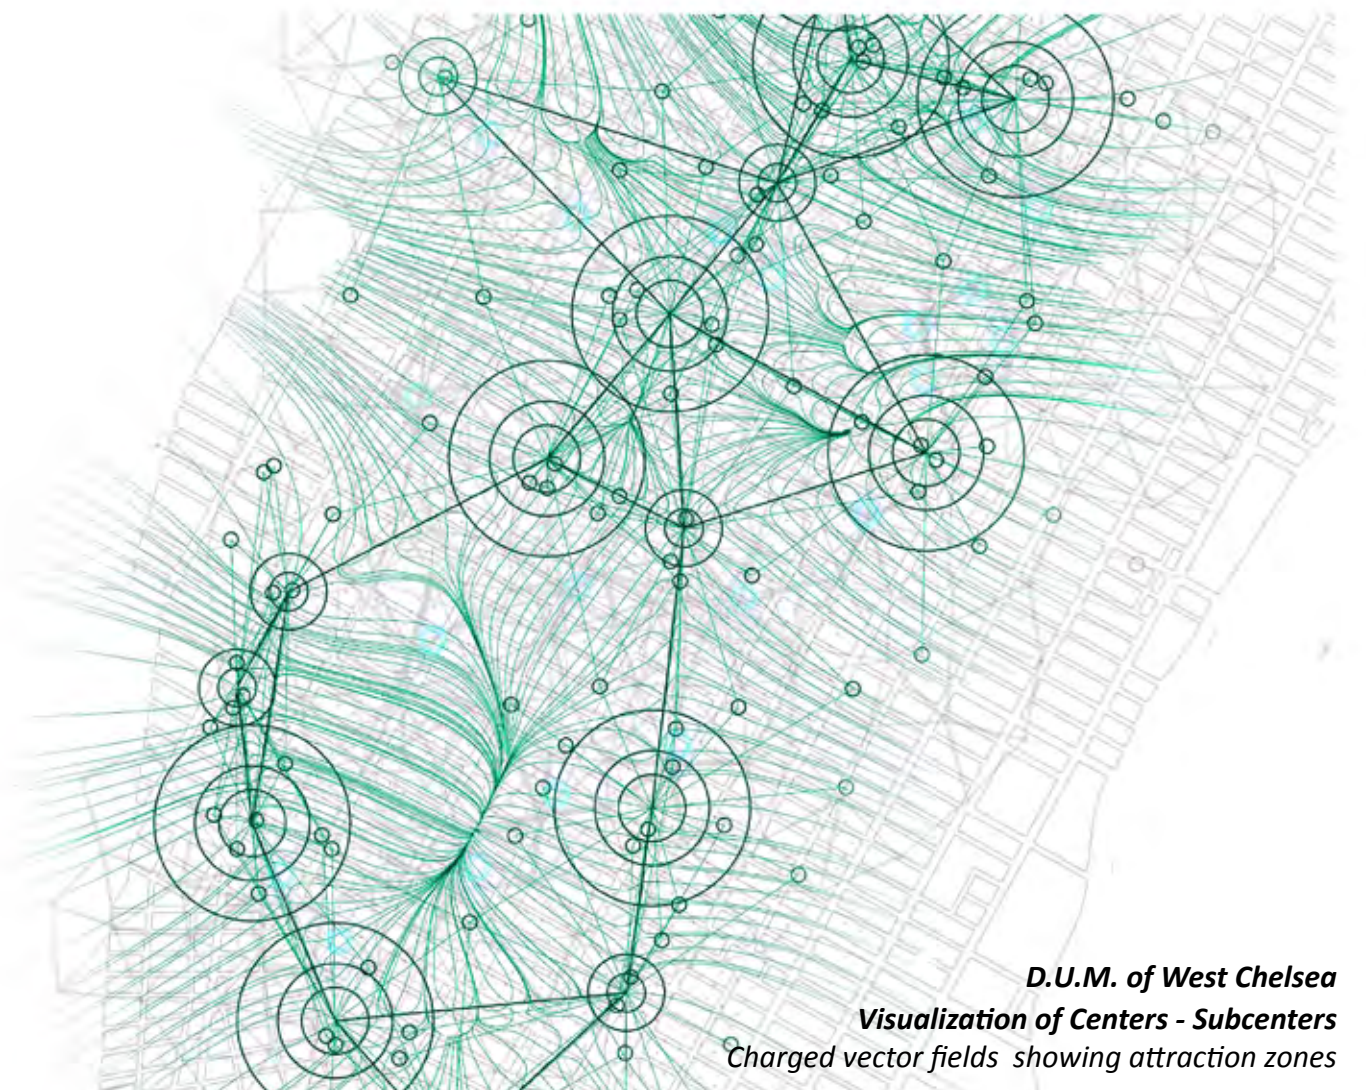 D.U.M. of West Chelsea
Visualization of Centers - Subcenters
Charged vector fields showing attraction zones